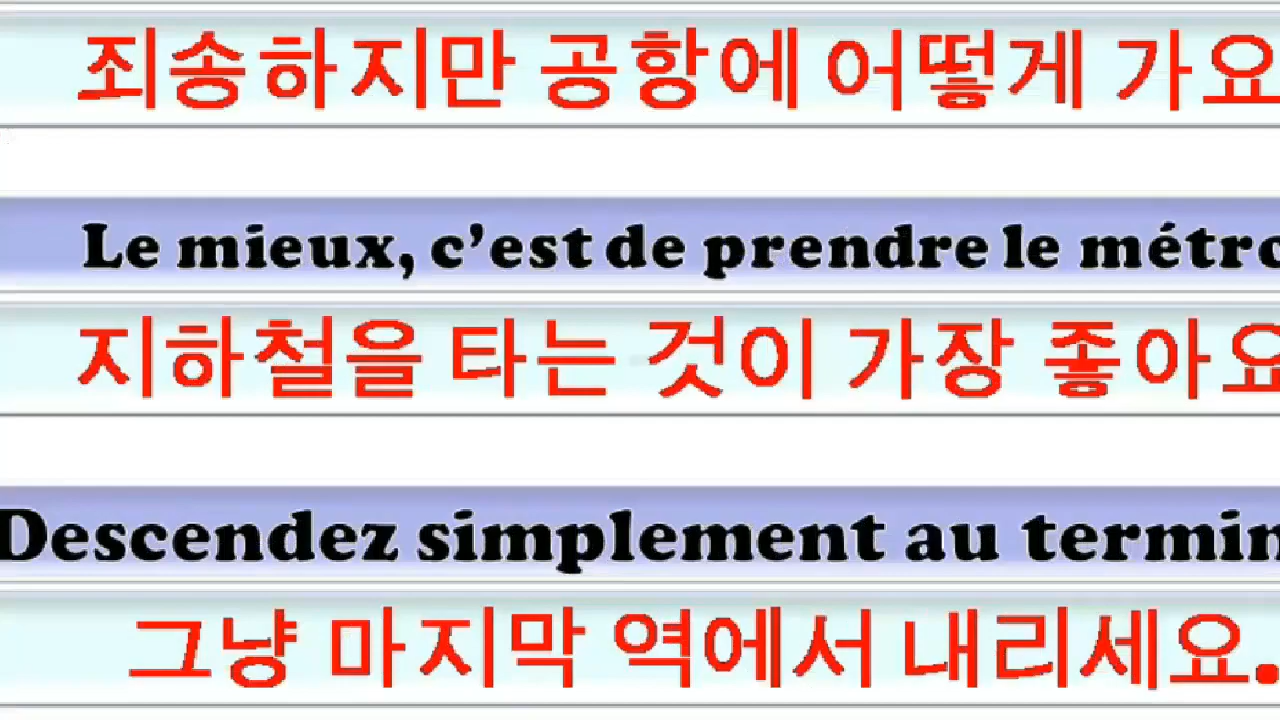 죄송하지만 공항에 어떻게 가요
Le mieux, c’est de prendre le métro
지하철을 타는 것이 가장 좋아요
Descendez simplement au termin
그냥 마지막 역에서 내리세요.